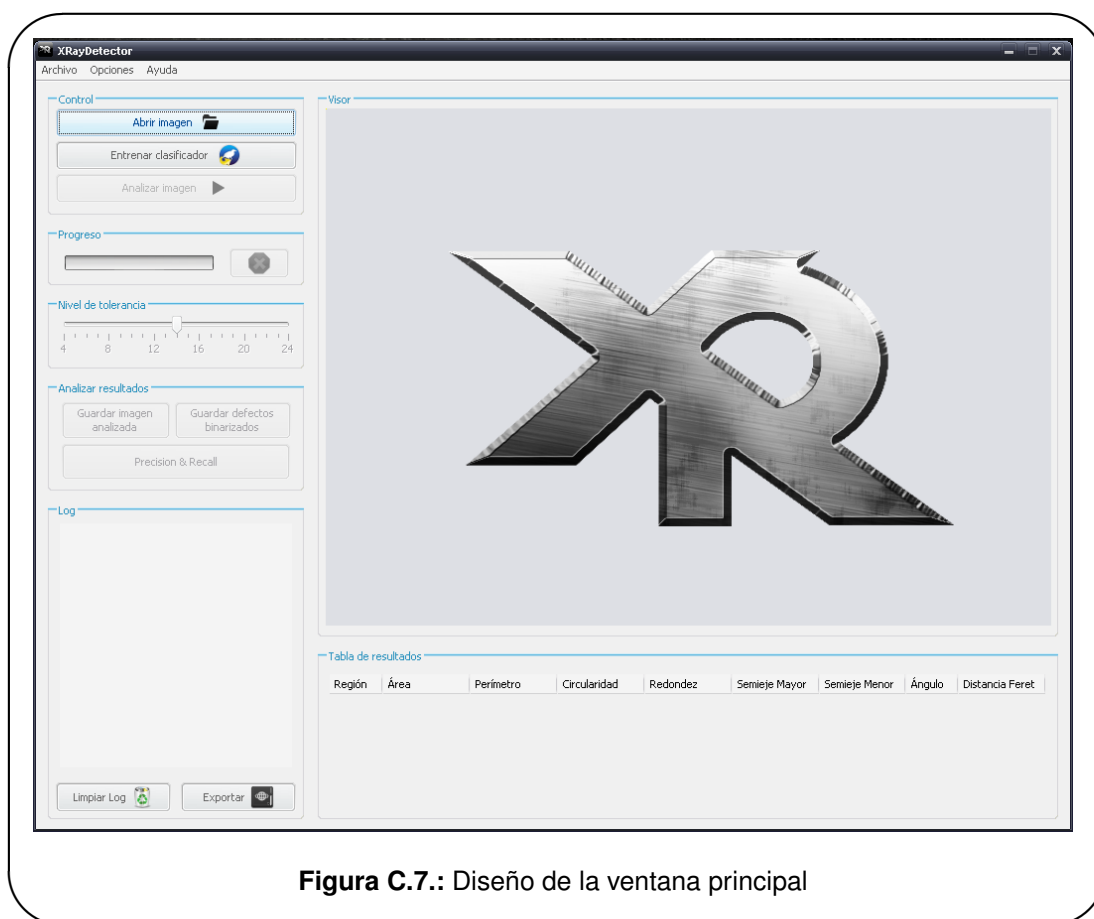 XRayDetector
Archivo Opciones Ayuda
Control
Abrir imagen
Entrenar clasificador
Analizar imagen
Progreso
Nivel de tolerancia
4 8 12 16 20 24
Analizar resultados
Guardar imagen analizada
Guardar defectos binarizados
Precision & Recall
Log
Limpiar Log
Exportar
Visor
XR
Tabla de resultados
Región Área Perímetro Circularidad Redondez Semieje Mayor Semieje Menor Ángulo Distancia Feret
Figura C.7.: Diseño de la ventana principal